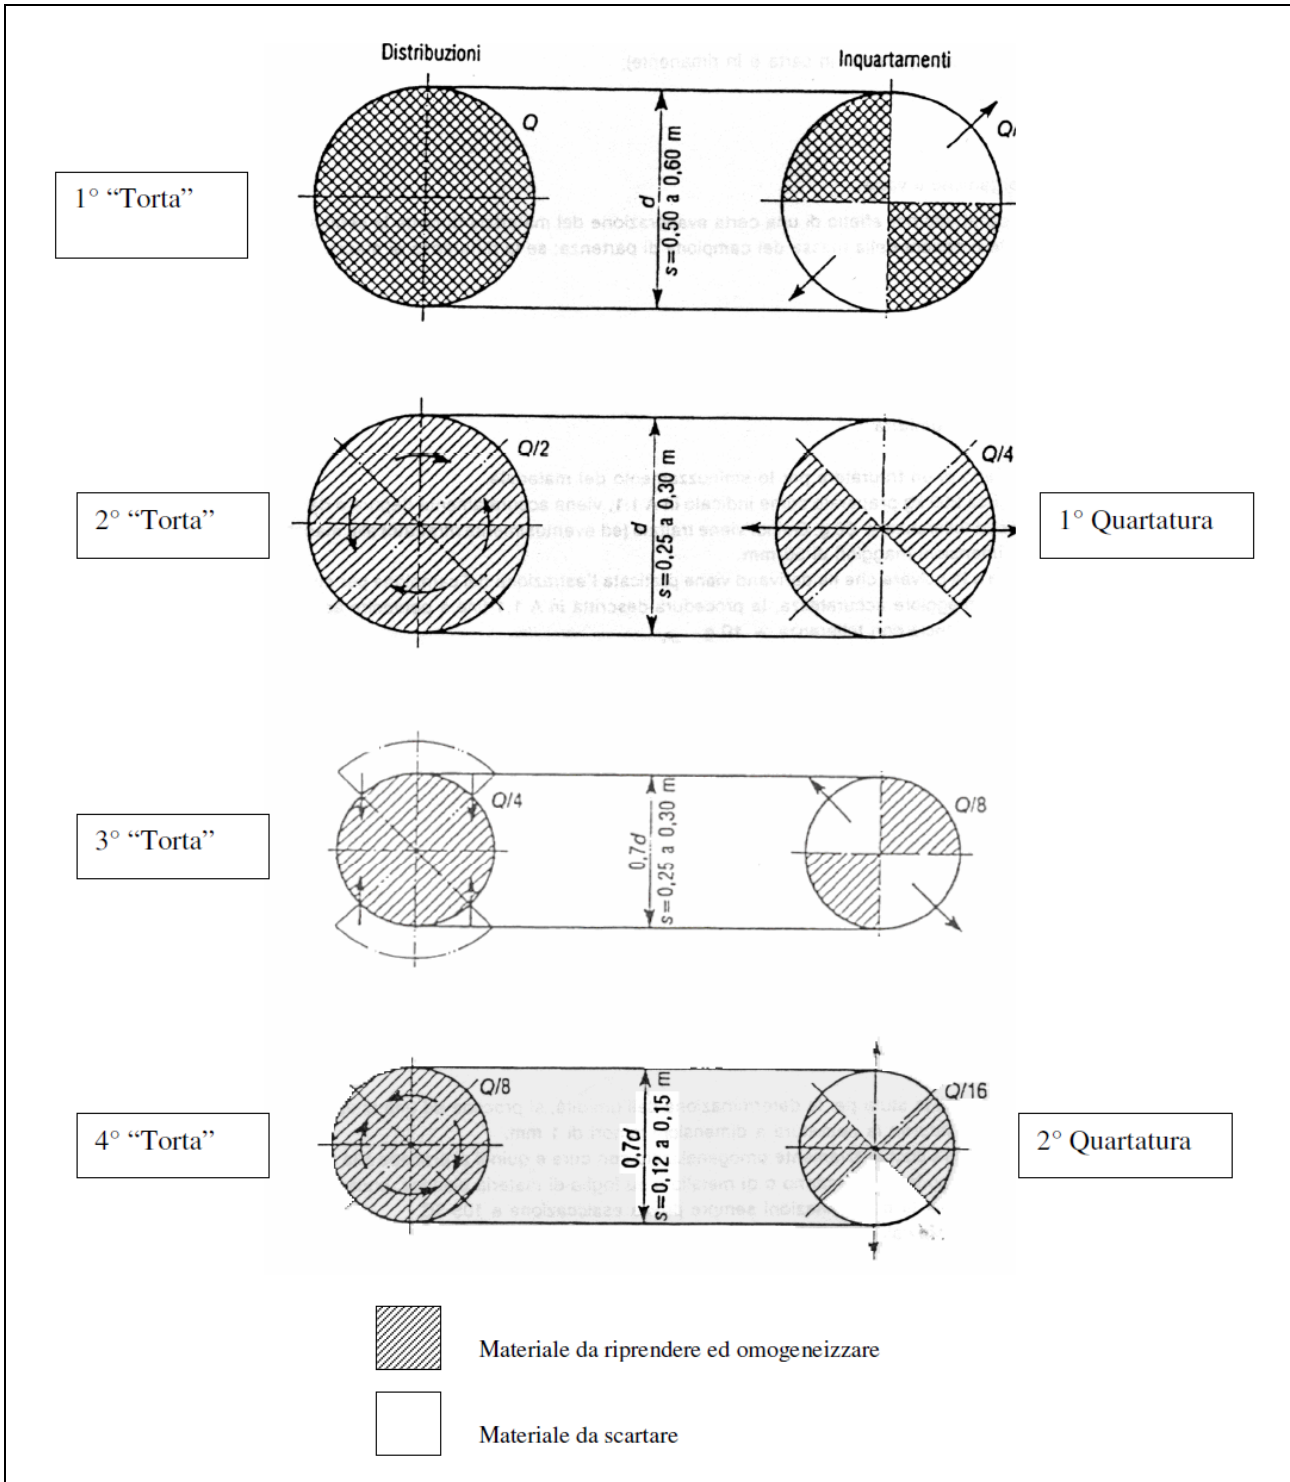 Distribuzioni
Inquartamenti
1° “Torta”
Q
d
s=0,50 a 0,60 m
2° “Torta”
Q/2
d
s=0,25 a 0,30 m
Q/4
1° Quartatura
3° “Torta”
Q/4
0,7d
s=0,25 a 0,30 m
Q/8
4° “Torta”
Q/8
0,7d
s=0,12 a 0,15 m
Q/16
2° Quartatura
Materiale da riprendere ed omogeneizzare
Materiale da scartare